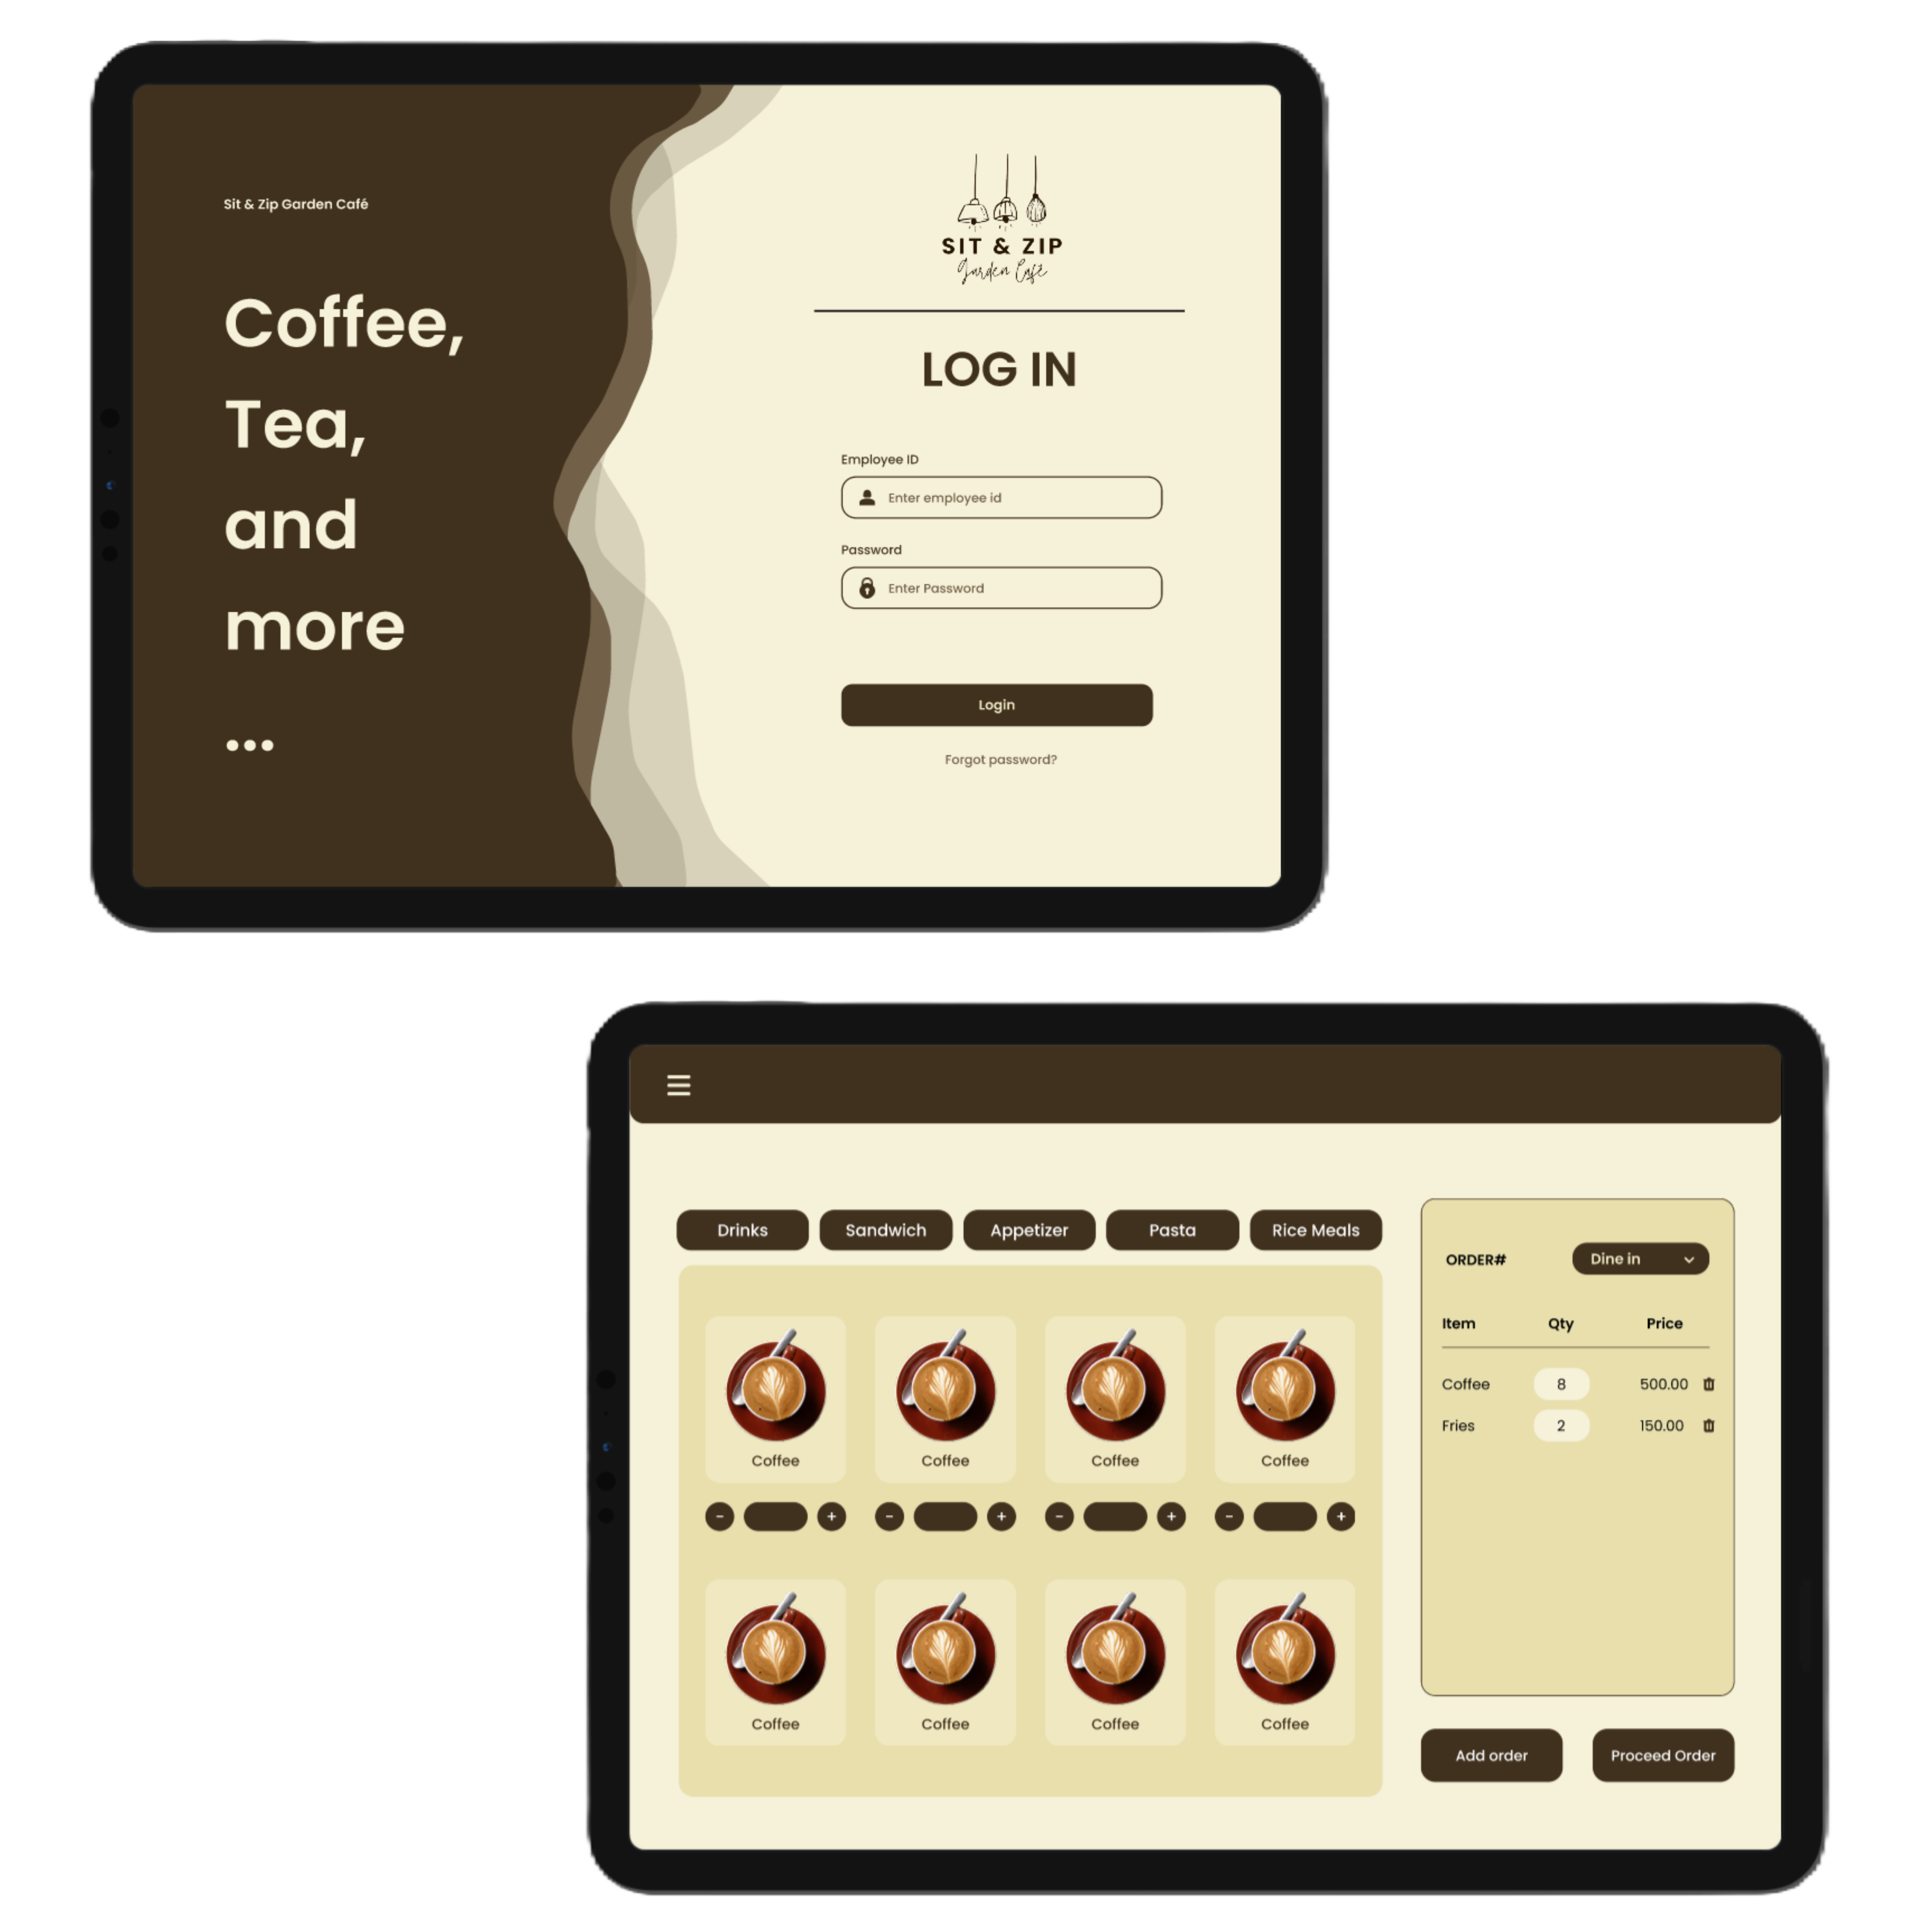 Sit & Zip Garden Café
Coffee,
Tea,
and
more
...
SIT & ZIP
Garden Café
LOG IN
Employee ID
Enter employee id
Password
Enter Password
Login
Forgot password?
Drinks Sandwich Appetizer Pasta Rice Meals
Coffee Coffee Coffee Coffee
- + - + - + - +
Coffee Coffee Coffee Coffee
ORDER# Dine in
Item Qty Price
Coffee 8 500.00
Fries 2 150.00
Add order Proceed Order